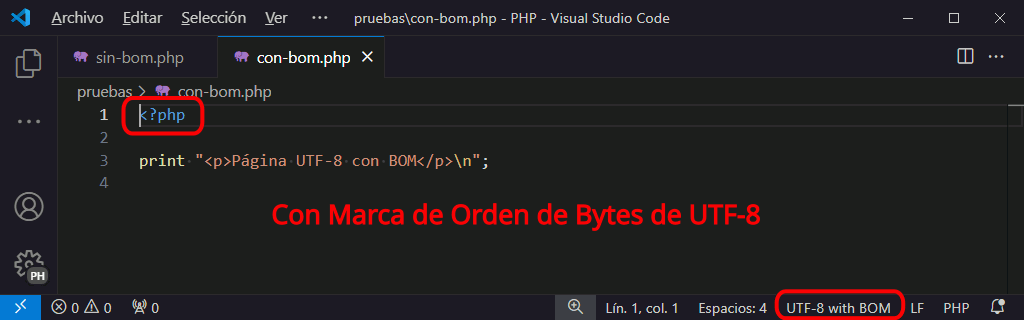 Archivo Editar Selección Ver ··· pruebas\con-bom.php - PHP - Visual Studio Code
sin-bom.php con-bom.php
pruebas > con-bom.php
1 <?php
2
3 print·"<p>Página·UTF-8·con·BOM</p>\n";
4
Con Marca de Orden de Bytes de UTF-8
PH
0 0 0 Lín. 1, col. 1 Espacios: 4 UTF-8 with BOM LF PHP